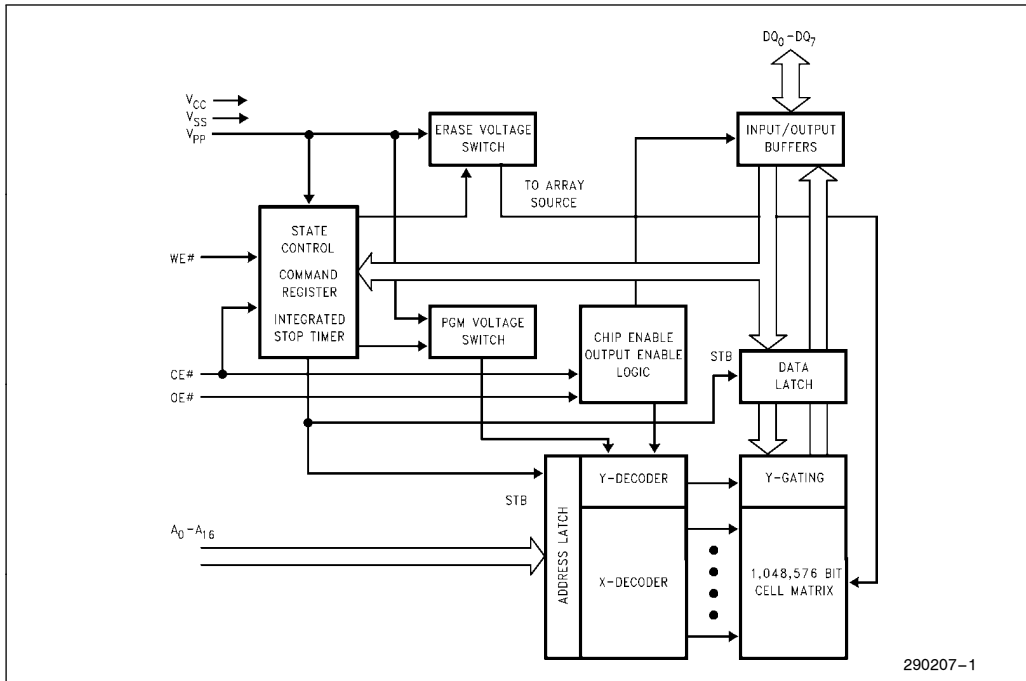 DQ0–DQ7
VCC
VSS
VPP
ERASE VOLTAGE
SWITCH
INPUT/OUTPUT
BUFFERS
TO ARRAY
SOURCE
STATE
CONTROL
COMMAND
REGISTER
INTEGRATED
STOP TIMER
WE#
PGM VOLTAGE
SWITCH
CHIP ENABLE
OUTPUT ENABLE
LOGIC
STB
DATA
LATCH
CE#
OE#
STB
ADDRESS LATCH
Y-DECODER
Y-GATING
A0–A16
X-DECODER
1,048,576 BIT
CELL MATRIX
290207–1